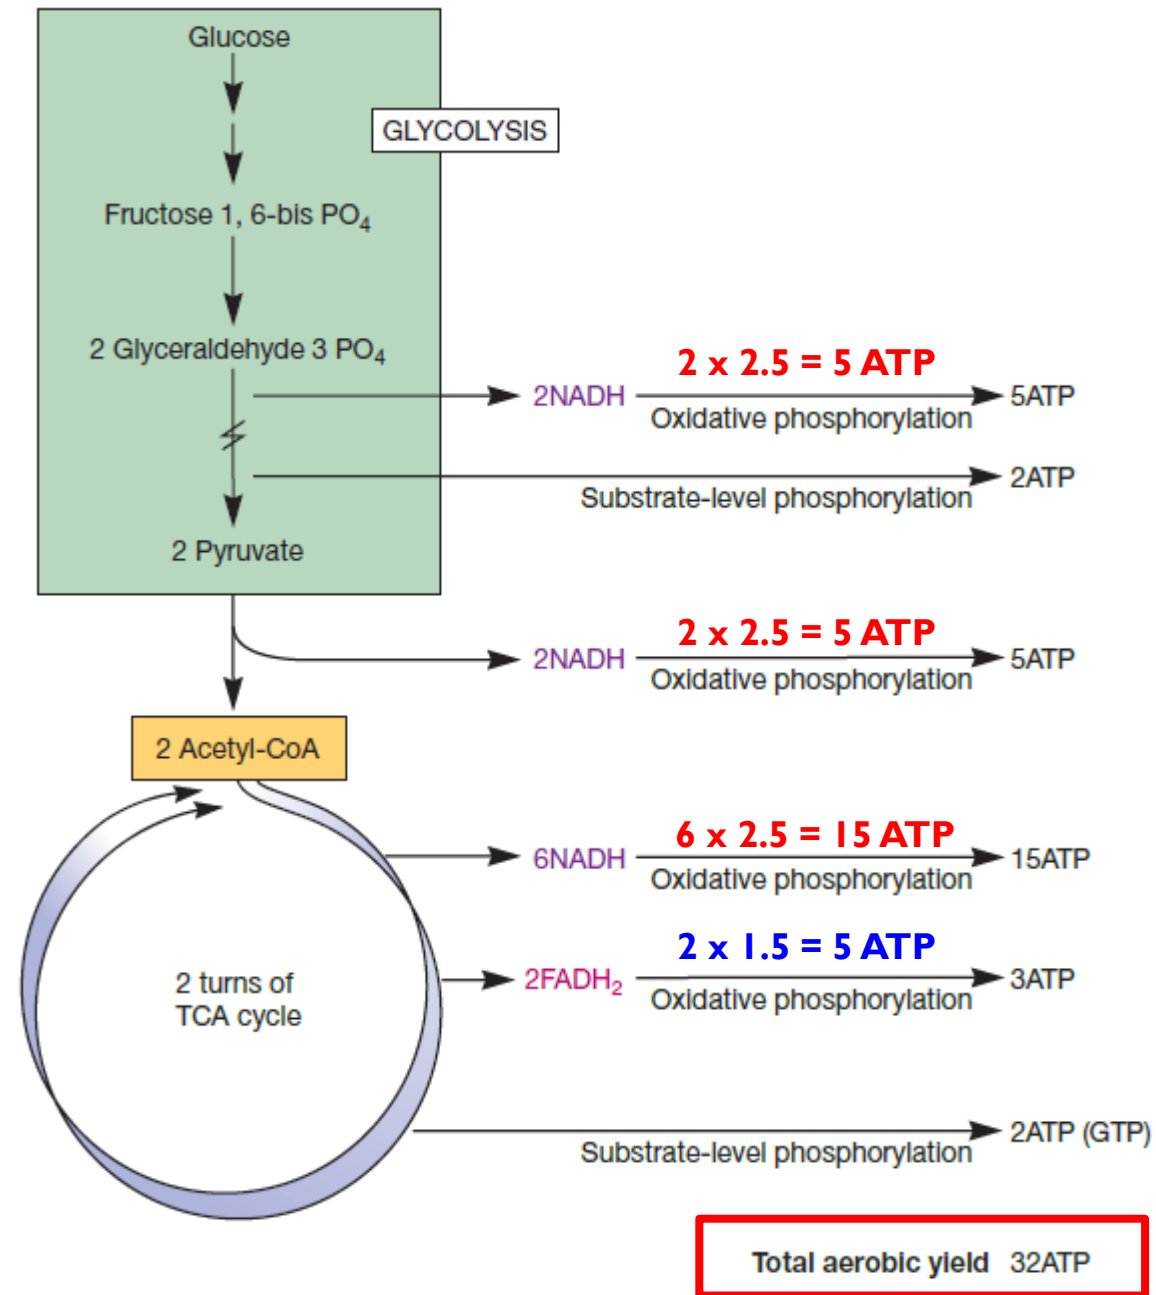 Glucose
GLYCOLYSIS
Fructose 1, 6-bis PO₄
2 Glyceraldehyde 3 PO₄
2 x 2.5 = 5 ATP
2NADH
5ATP
Oxidative phosphorylation
2ATP
Substrate-level phosphorylation
2 Pyruvate
2 x 2.5 = 5 ATP
2NADH
5ATP
Oxidative phosphorylation
2 Acetyl-CoA
6 x 2.5 = 15 ATP
6NADH
15ATP
Oxidative phosphorylation
2 x 1.5 = 5 ATP
2FADH₂
3ATP
Oxidative phosphorylation
2 turns of
TCA cycle
2ATP (GTP)
Substrate-level phosphorylation
Total aerobic yield 32ATP